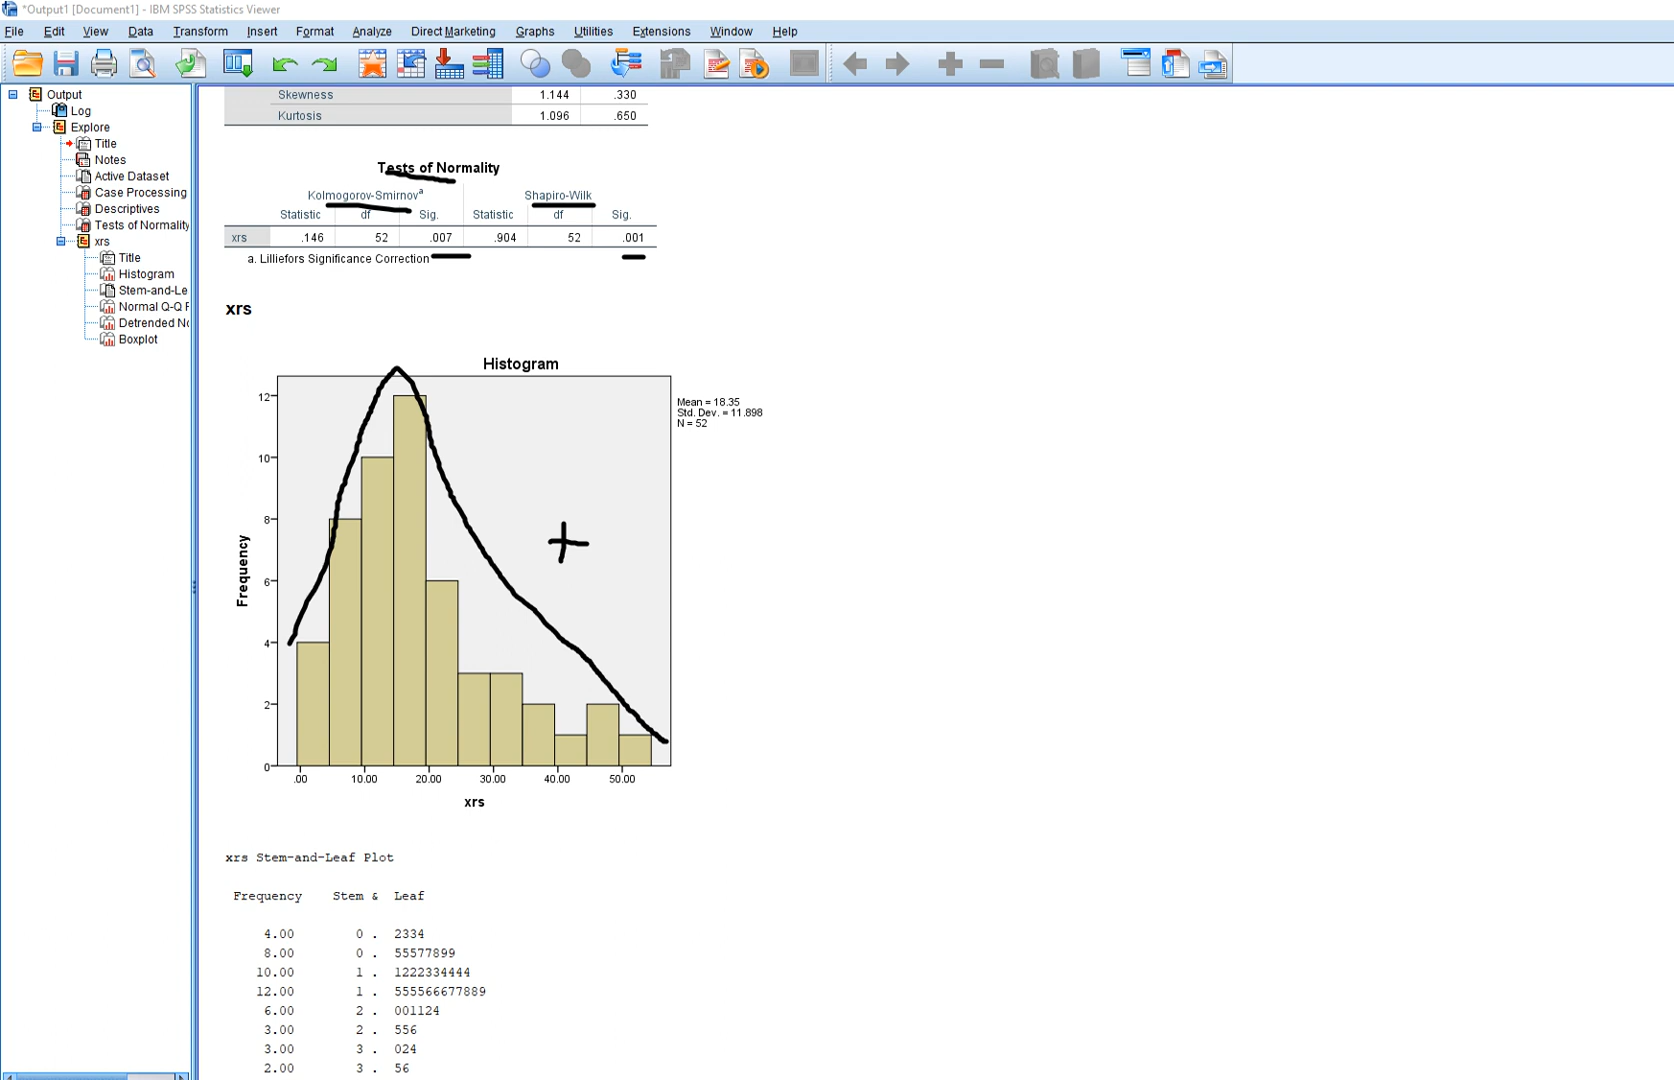 *Output1 [Document1] - IBM SPSS Statistics Viewer
File Edit View Data Transform Insert Format Analyze Direct Marketing Graphs Utilities Extensions Window Help
Output
Log
Explore
Title
Notes
Active Dataset
Case Processing
Descriptives
Tests of Normality
xrs
Title
Histogram
Stem-and-Le
Normal Q-Q P
Detrended No
Boxplot
Skewness 1.144 .330
Kurtosis 1.096 .650
Tests of Normality
Kolmogorov-Smirnov^a Shapiro-Wilk
Statistic df Sig. Statistic df Sig.
xrs .146 52 .007 .904 52 .001
a. Lilliefors Significance Correction
xrs
Histogram
Mean = 18.35
Std. Dev. = 11.898
N = 52
12
10
8
6
4
2
0
Frequency
+
.00 10.00 20.00 30.00 40.00 50.00
xrs
xrs Stem-and-Leaf Plot
Frequency Stem & Leaf
4.00 0 . 2334
8.00 0 . 55577899
10.00 1 . 1222334444
12.00 1 . 555566677889
6.00 2 . 001124
3.00 2 . 556
3.00 3 . 024
2.00 3 . 56